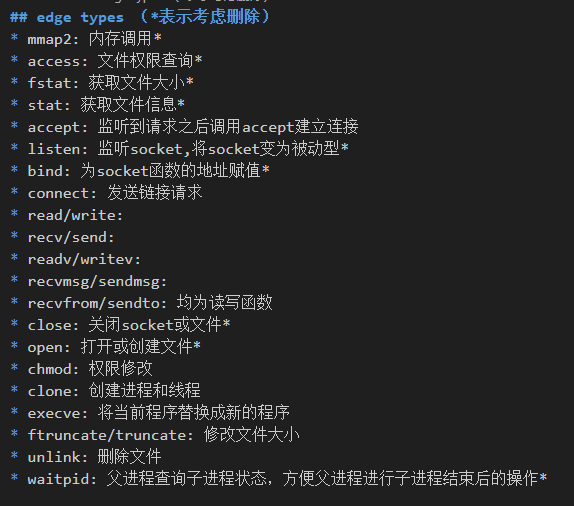 ## edge types （*表示考虑删除）
* mmap2: 内存调用*
* access: 文件权限查询*
* fstat: 获取文件大小*
* stat: 获取文件信息*
* accept: 监听到请求之后调用accept建立连接
* listen: 监听socket,将socket变为被动型*
* bind: 为socket函数的地址赋值*
* connect: 发送链接请求
* read/write:
* recv/send:
* readv/writev:
* recvmsg/sendmsg:
* recvfrom/sendto: 均为读写函数
* close: 关闭socket或文件*
* open: 打开或创建文件*
* chmod: 权限修改
* clone: 创建进程和线程
* execve: 将当前程序替换成新的程序
* ftruncate/truncate: 修改文件大小
* unlink: 删除文件
* waitpid: 父进程查询子进程状态，方便父进程进行子进程结束后的操作*